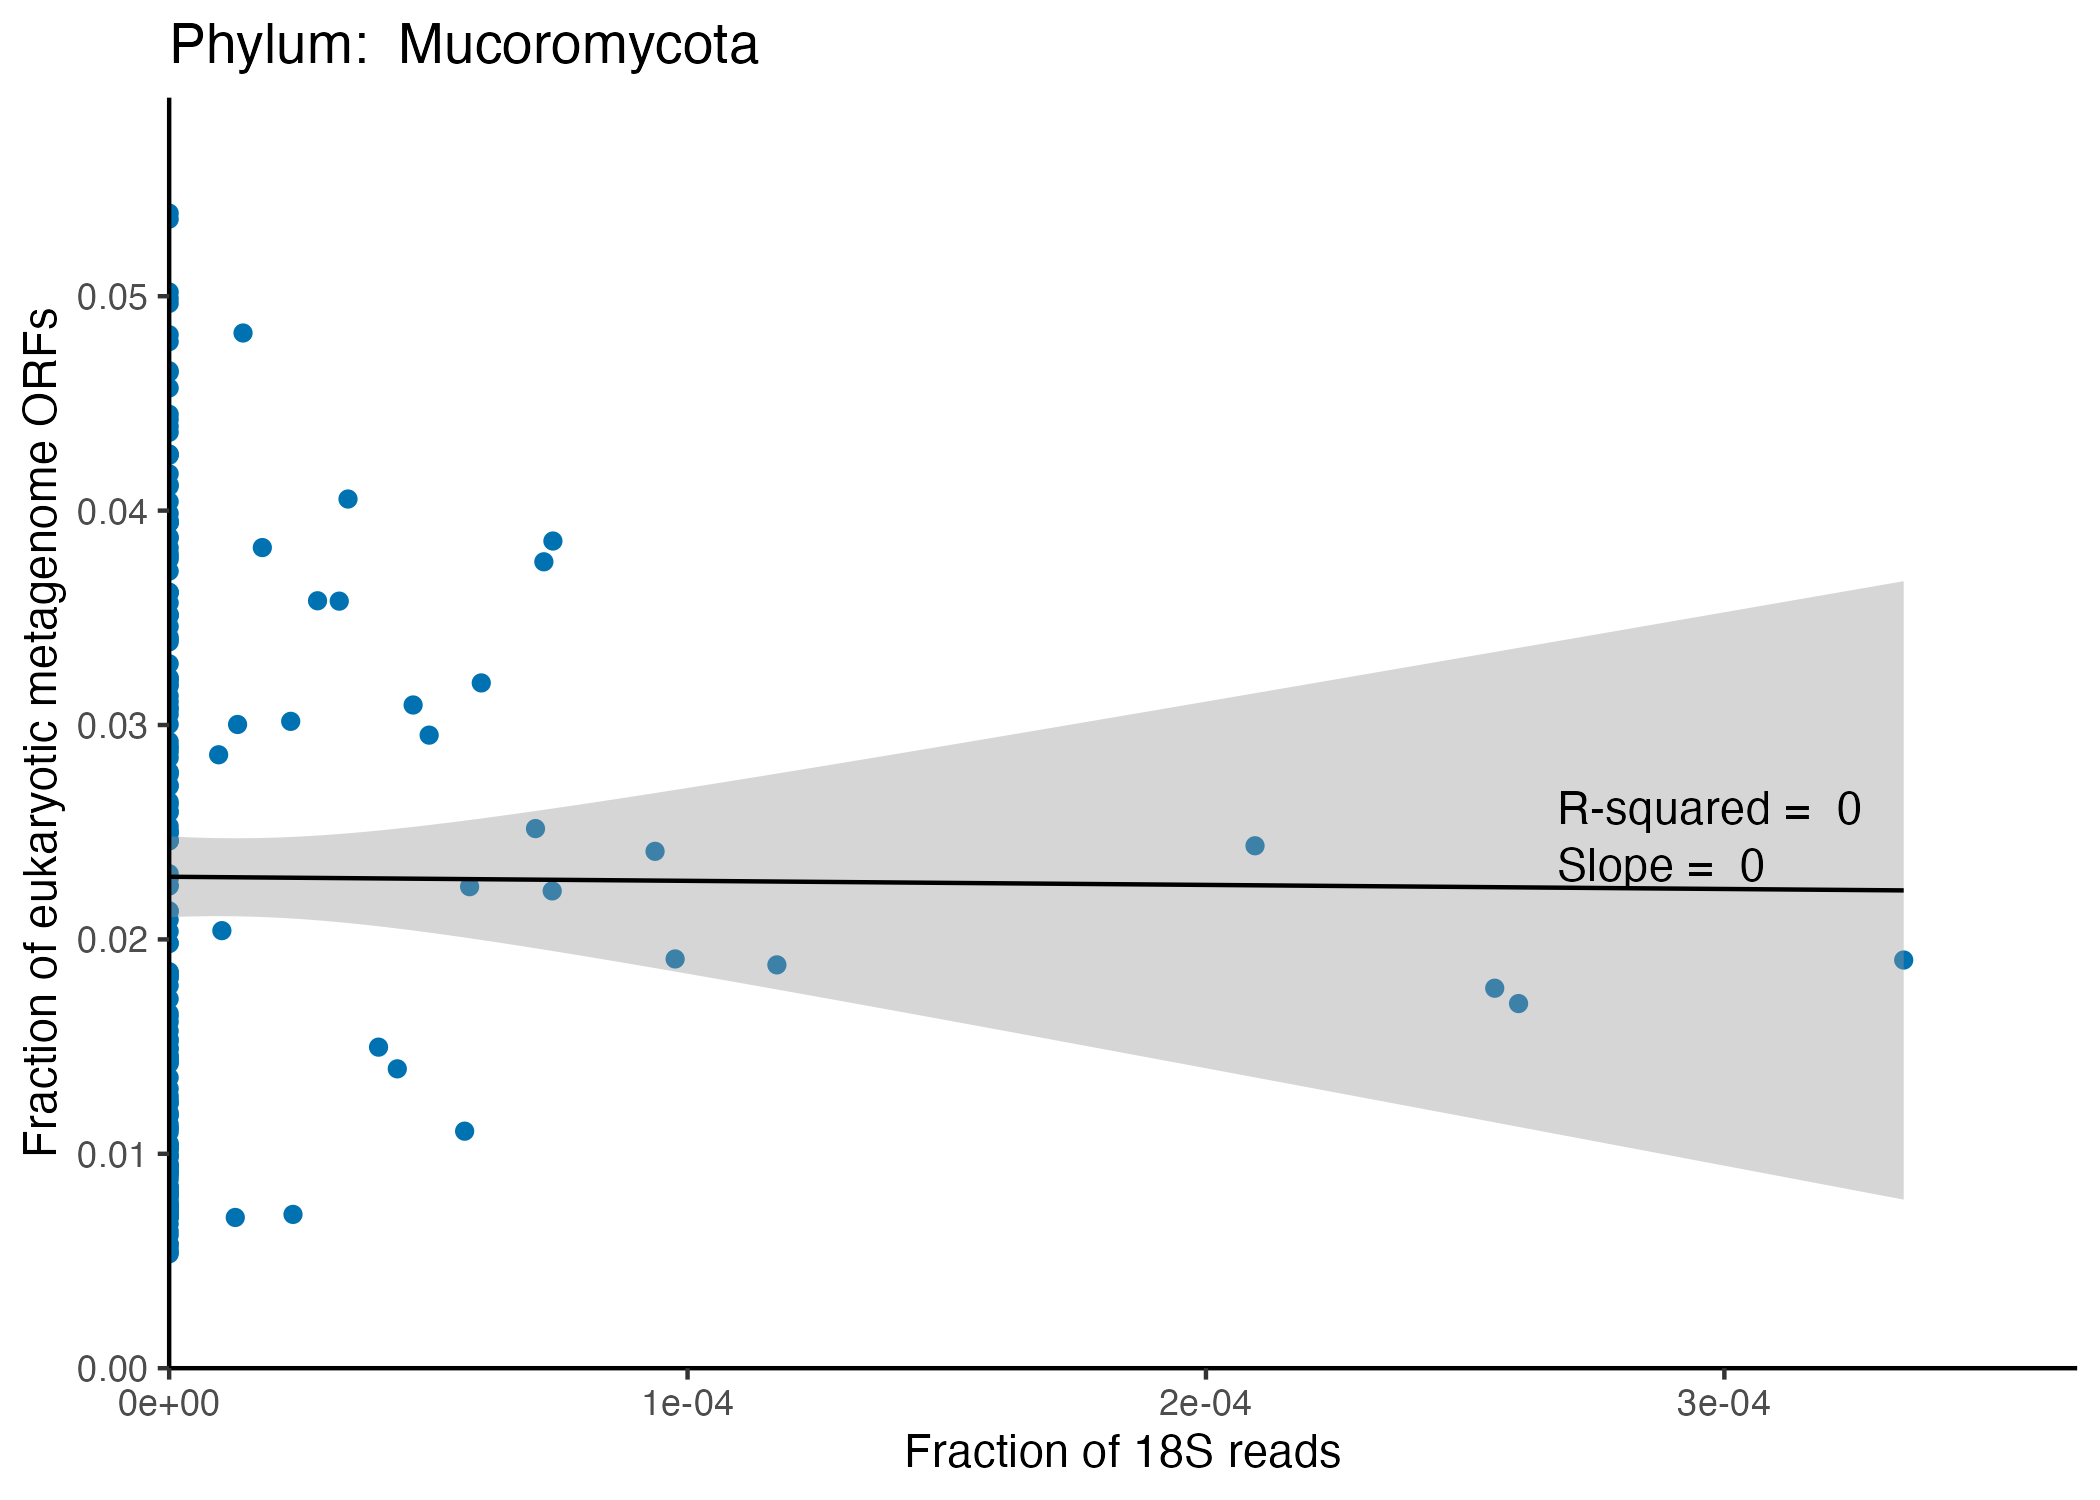 Phylum:  Mucoromycota
Fraction of eukaryotic metagenome ORFs
0.05
0.04
0.03
0.02
0.01
0.00
R-squared =  0
Slope =  0
0e+00
1e-04
2e-04
3e-04
Fraction of 18S reads